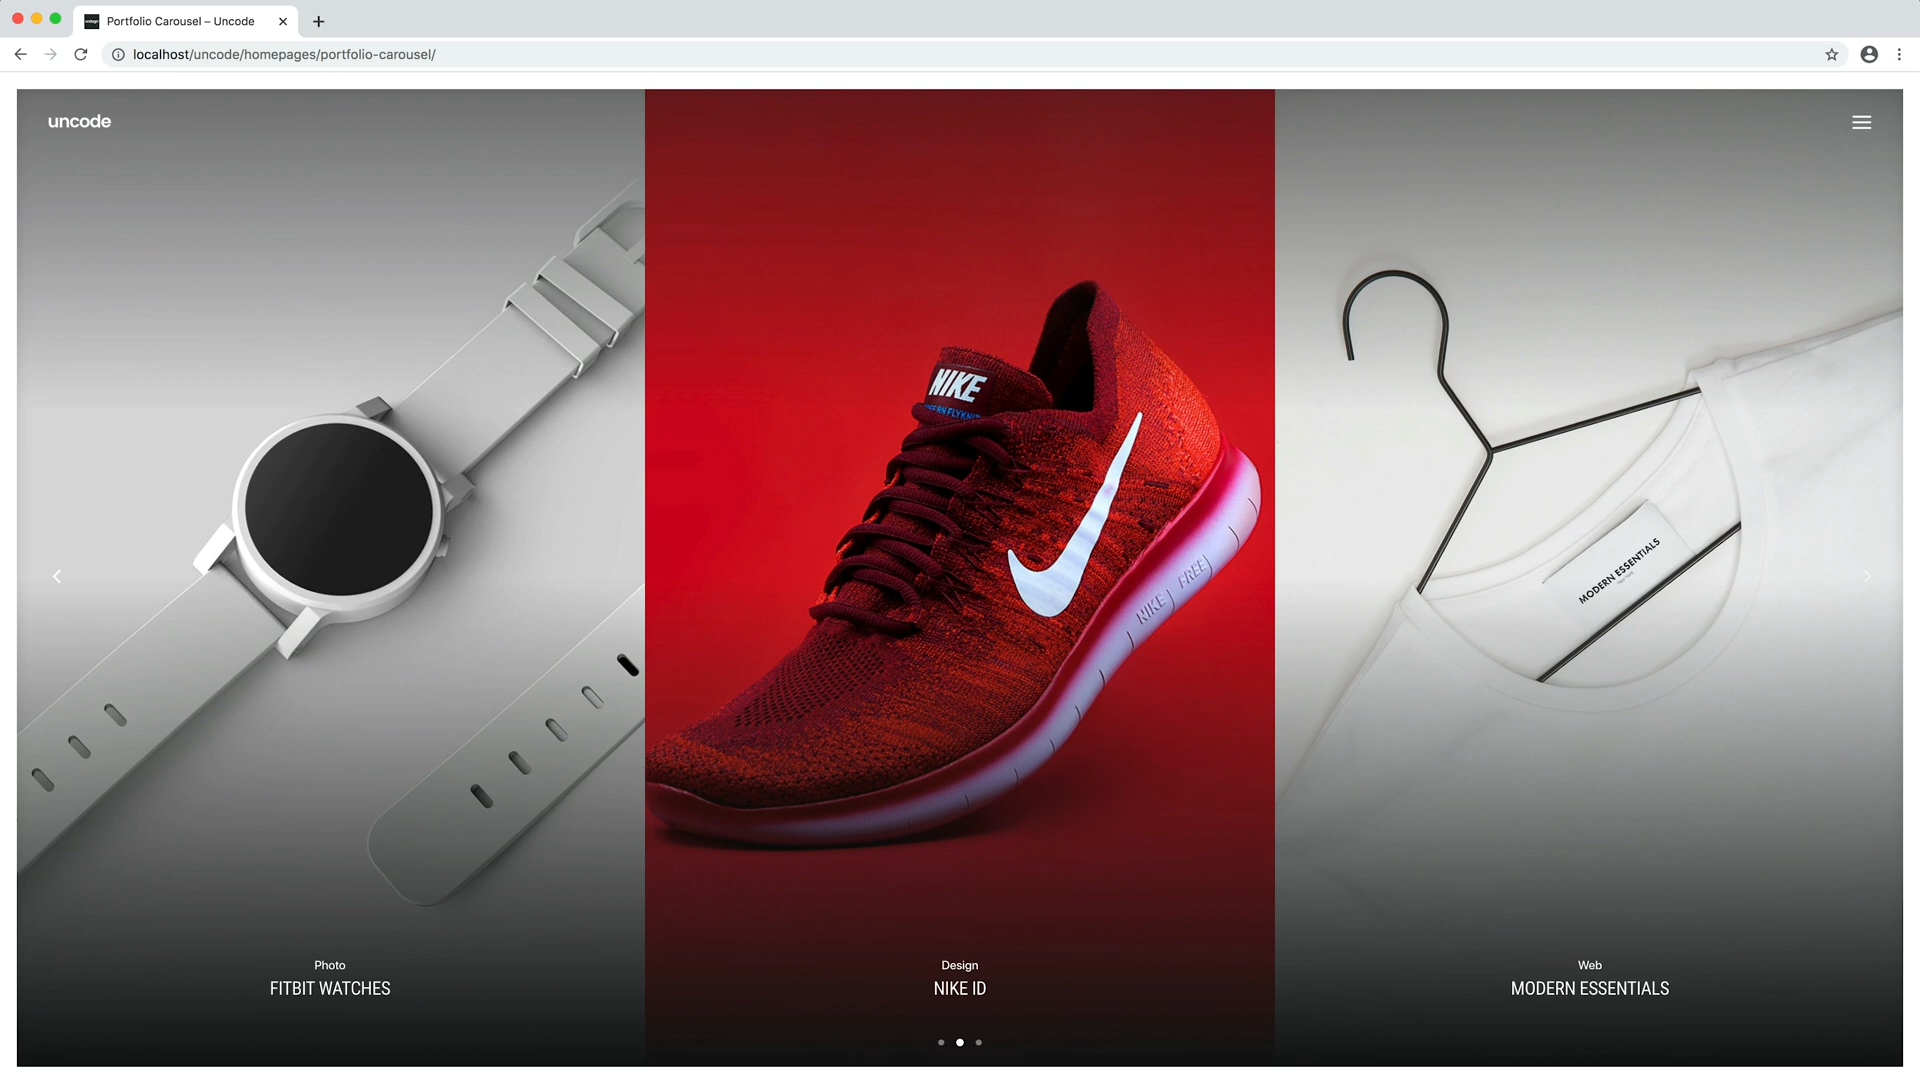 Portfolio Carousel – Uncode
localhost/uncode/homepages/portfolio-carousel/
uncode
NIKE
NIKE FREE
MODERN ESSENTIALS
Photo
FITBIT WATCHES
Design
NIKE ID
Web
MODERN ESSENTIALS